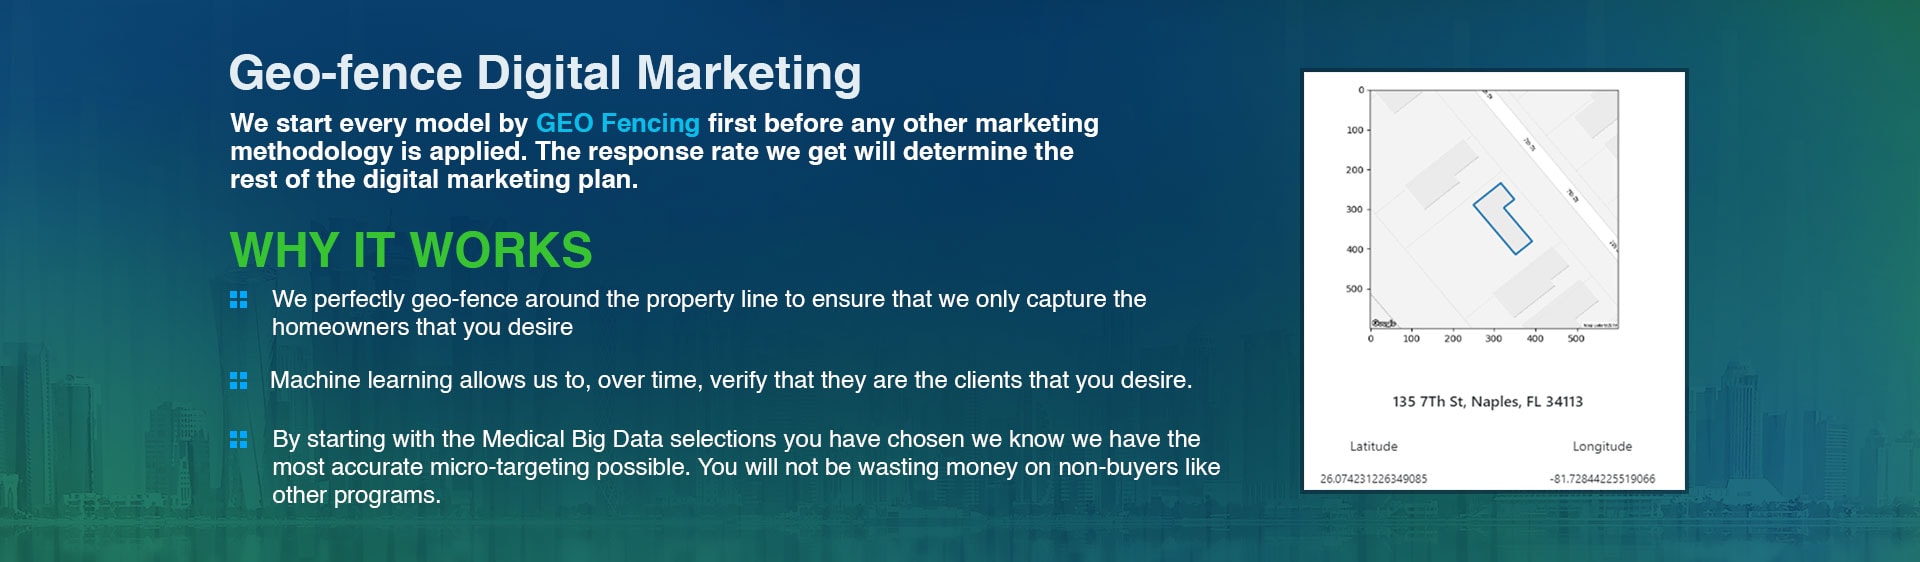 Geo-fence Digital Marketing
We start every model by GEO Fencing first before any other marketing
methodology is applied. The response rate we get will determine the
rest of the digital marketing plan.
WHY IT WORKS
We perfectly geo-fence around the property line to ensure that we only capture the
homeowners that you desire
Machine learning allows us to, over time, verify that they are the clients that you desire.
By starting with the Medical Big Data selections you have chosen we know we have the
most accurate micro-targeting possible. You will not be wasting money on non-buyers like
other programs.
0
100
200
300
400
500
7th St
7th St
Google
0 100 200 300 400 500
135 7Th St, Naples, FL 34113
Latitude Longitude
26.074231226349085 -81.72844225519066